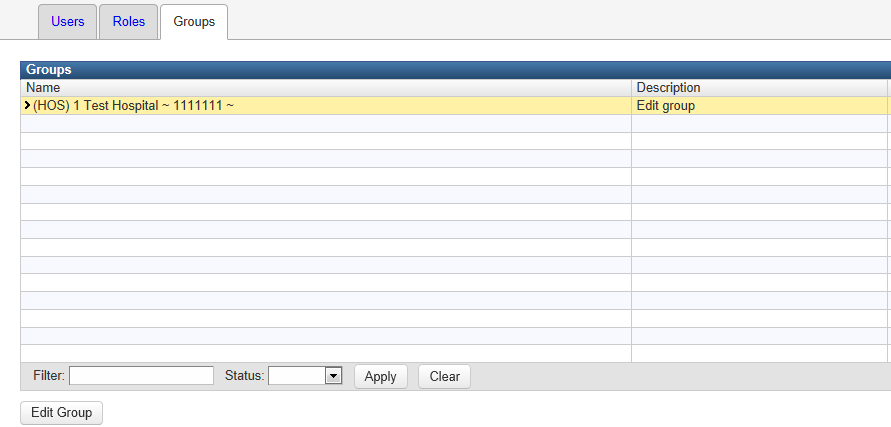 Users Roles Groups
Groups
Name Description
(HOS) 1 Test Hospital ~ 1111111 ~ Edit group
Filter: Status: Apply Clear
Edit Group